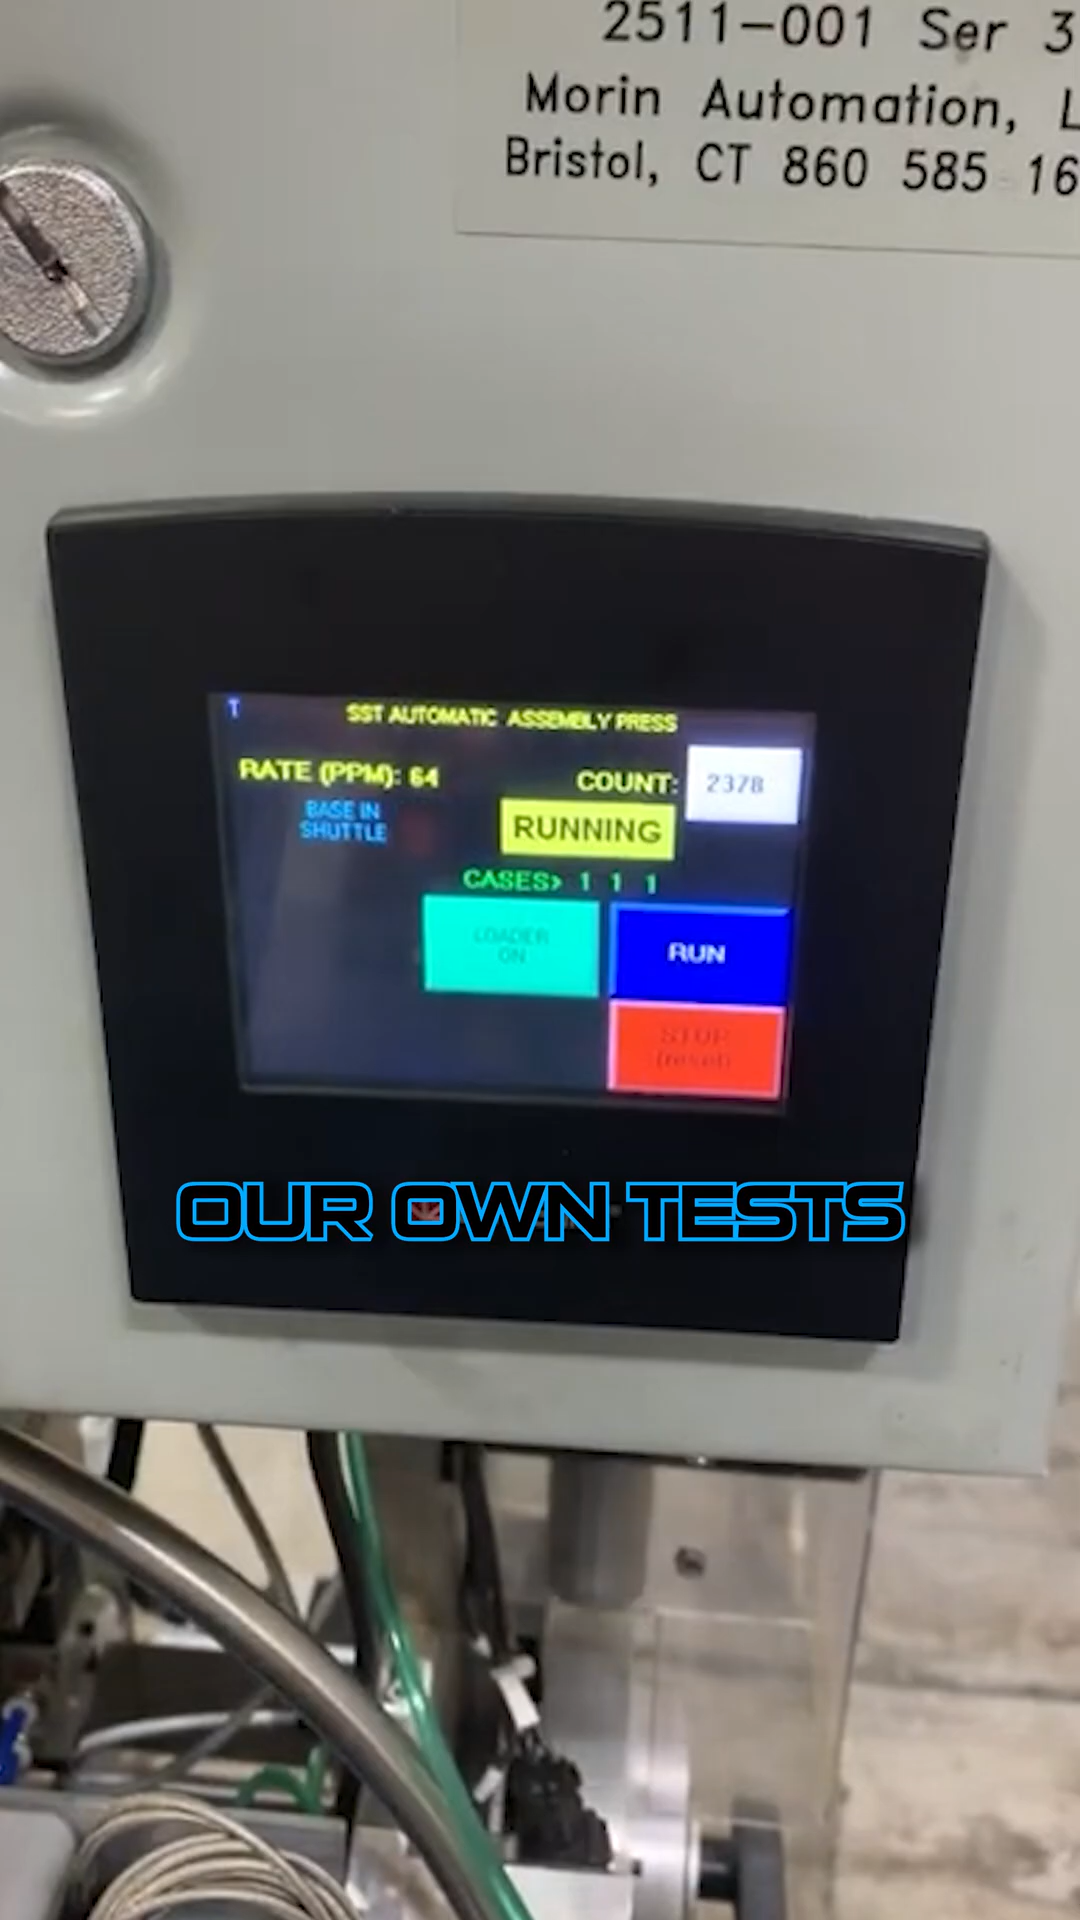 2511-001 Ser 3
Morin Automation, L
Bristol, CT 860 585 16
T
SST AUTOMATIC ASSEMBLY PRESS
RATE (PPM): 64
COUNT: 2378
BASE IN
SHUTTLE
RUNNING
CASES> 1 1 1
LOADER
ON
RUN
STOP
(reset)
OUR OWN TESTS